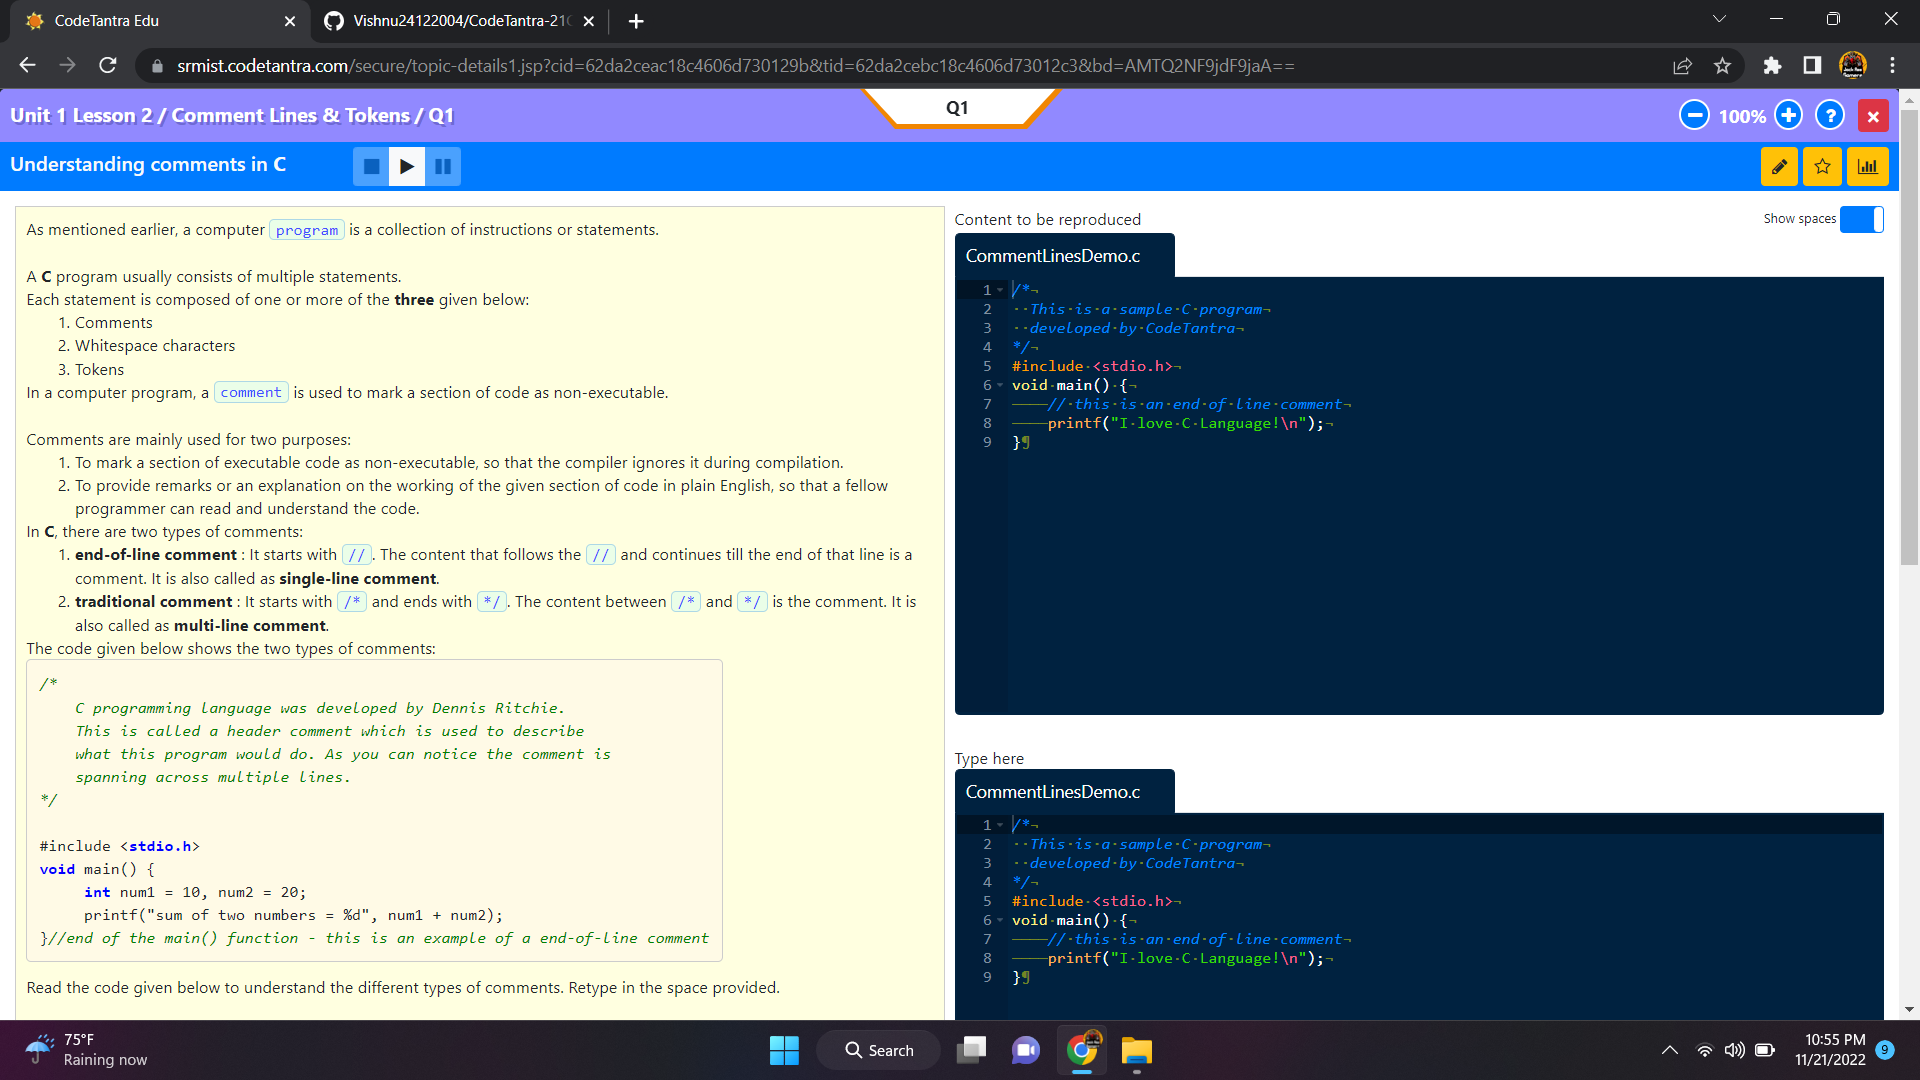 CodeTantra Edu
Vishnu24122004/CodeTantra-21
srmist.codetantra.com/secure/topic-details1.jsp?cid=62da2ceac18c4606d730129b&tid=62da2cebc18c4606d73012c3&bd=AMTQ2NF9jdF9jaA==
Unit 1 Lesson 2 / Comment Lines & Tokens / Q1
Q1
100%
?
Understanding comments in C
As mentioned earlier, a computer program is a collection of instructions or statements.
A C program usually consists of multiple statements.
Each statement is composed of one or more of the three given below:
1. Comments
2. Whitespace characters
3. Tokens
In a computer program, a comment is used to mark a section of code as non-executable.
Comments are mainly used for two purposes:
1. To mark a section of executable code as non-executable, so that the compiler ignores it during compilation.
2. To provide remarks or an explanation on the working of the given section of code in plain English, so that a fellow
programmer can read and understand the code.
In C, there are two types of comments:
1. end-of-line comment : It starts with //. The content that follows the // and continues till the end of that line is a
comment. It is also called as single-line comment.
2. traditional comment : It starts with /* and ends with */. The content between /* and */ is the comment. It is
also called as multi-line comment.
The code given below shows the two types of comments:
/*
C programming language was developed by Dennis Ritchie.
This is called a header comment which is used to describe
what this program would do. As you can notice the comment is
spanning across multiple lines.
*/
#include <stdio.h>
void main() {
int num1 = 10, num2 = 20;
printf("sum of two numbers = %d", num1 + num2);
}//end of the main() function - this is an example of a end-of-line comment
Read the code given below to understand the different types of comments. Retype in the space provided.
Content to be reproduced
Show spaces
CommentLinesDemo.c
1 /*¬
2 ··This·is·a·sample·C·program¬
3 ··developed·by·CodeTantra¬
4 */¬
5 #include·<stdio.h>¬
6 void·main()·{¬
7 ————//·this·is·an·end·of·line·comment¬
8 ————printf("I·love·C·Language!\n");¬
9 }¶
Type here
CommentLinesDemo.c
1 /*¬
2 ··This·is·a·sample·C·program¬
3 ··developed·by·CodeTantra¬
4 */¬
5 #include·<stdio.h>¬
6 void·main()·{¬
7 ————//·this·is·an·end·of·line·comment¬
8 ————printf("I·love·C·Language!\n");¬
9 }¶
75°F
Raining now
Search
10:55 PM
11/21/2022
9